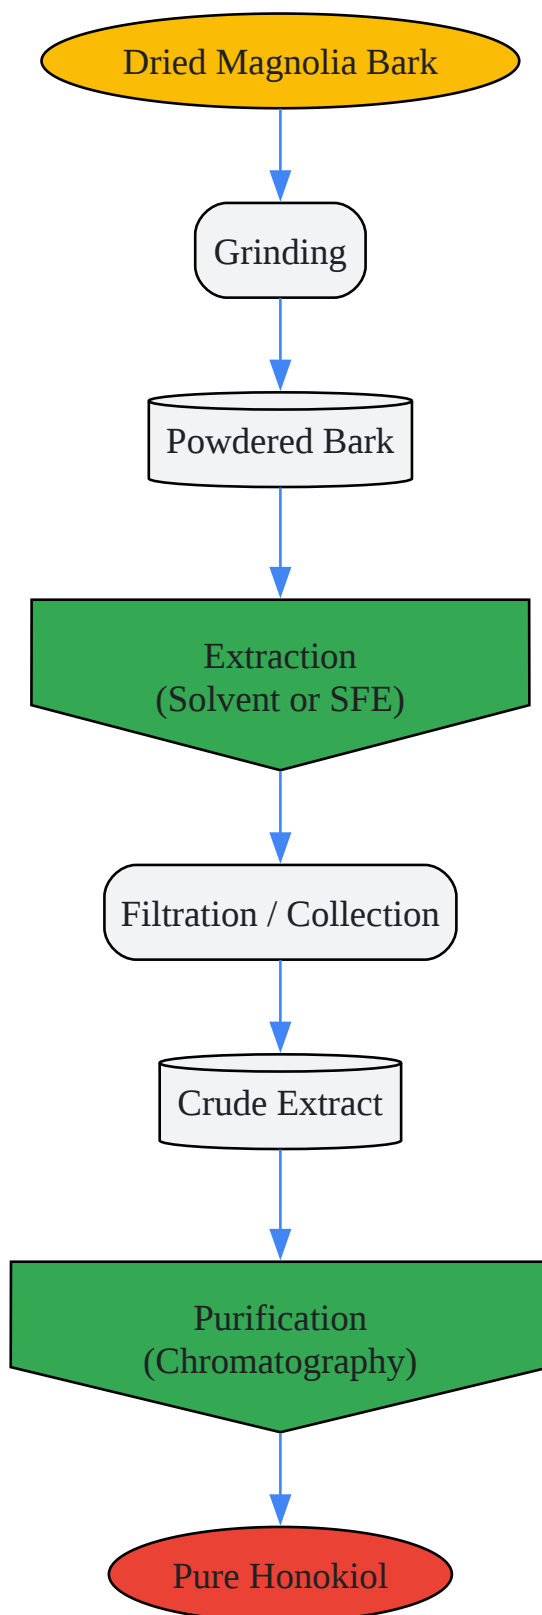 Dried Magnolia Bark
Grinding
Powdered Bark
Extraction
(Solvent or SFE)
Filtration / Collection
Crude Extract
Purification
(Chromatography)
Pure Honokiol